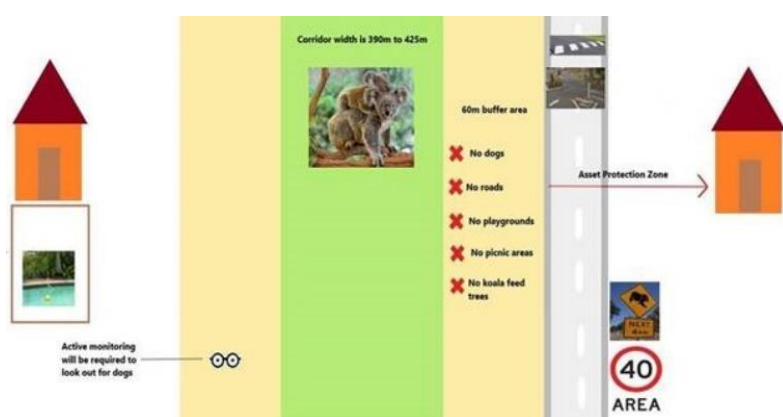 Corridor width is 390m to 425m
60m buffer area
No dogs
No roads
Asset Protection Zone
No playgrounds
No picnic areas
No koala feed
trees
Active monitoring
will be required to
look out for dogs
NEXT
40
AREA